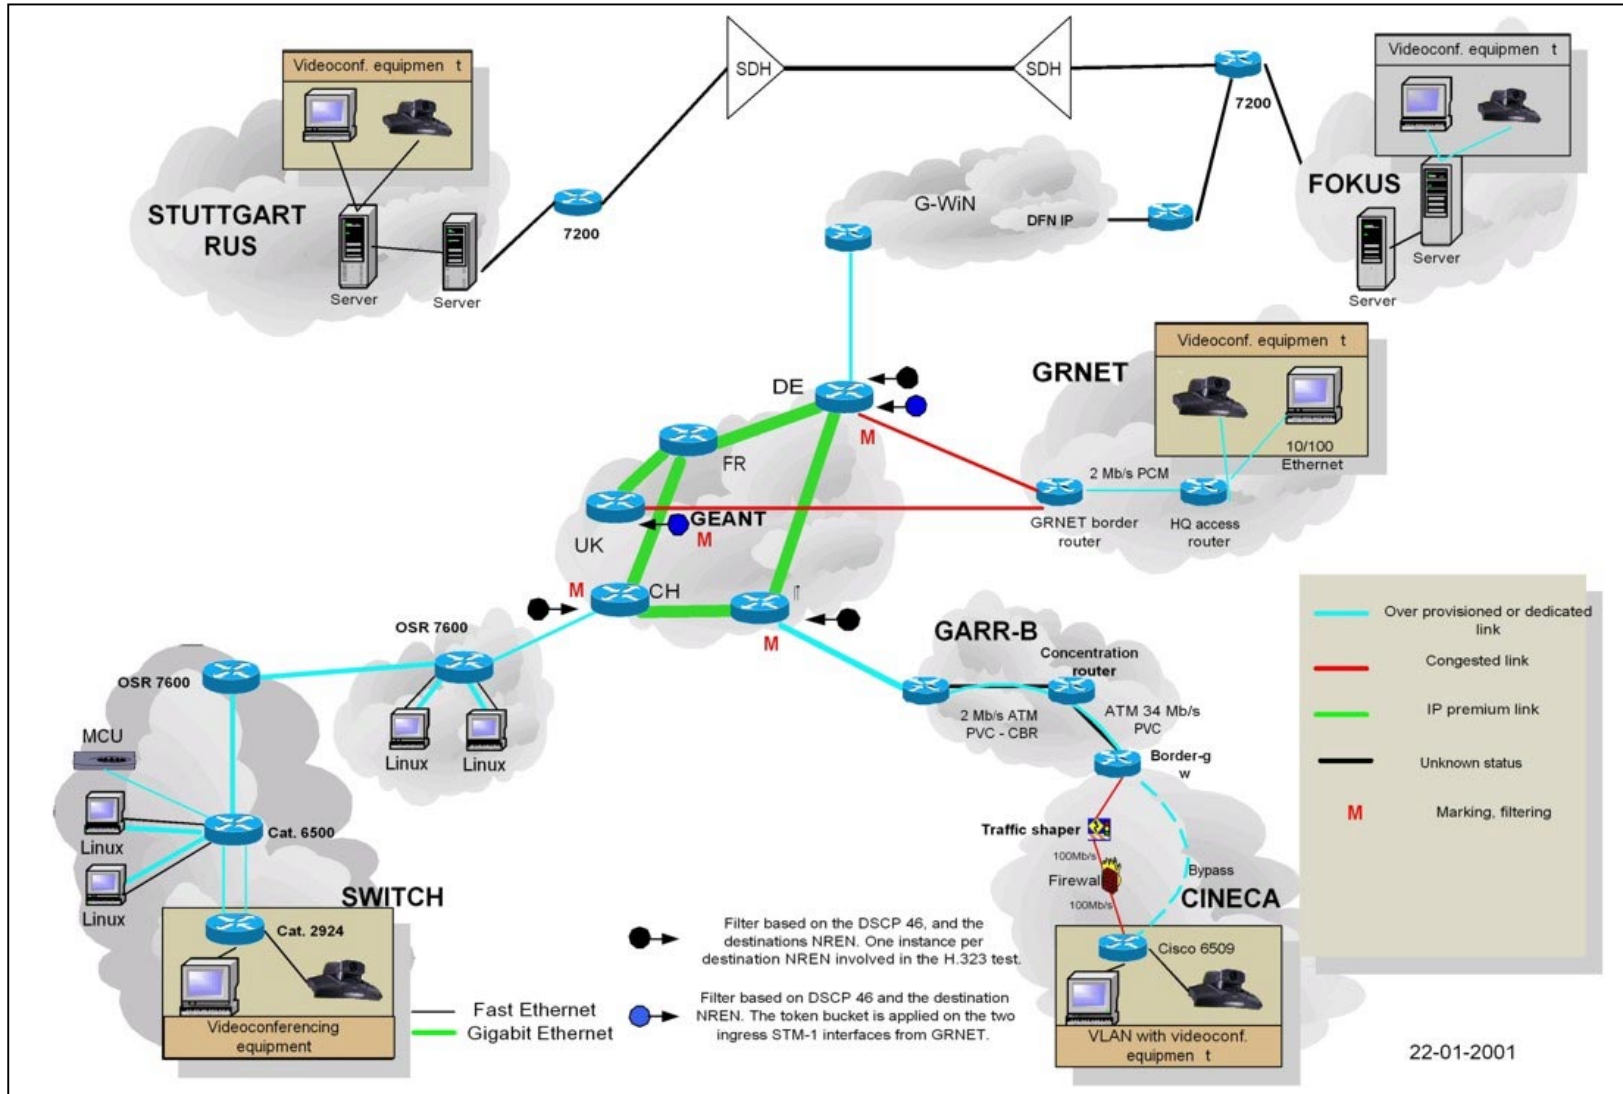 Videoconf. equipmen t
SDH
SDH
7200
Videoconf. equipmen t
STUTTGART
RUS
7200
Server
Server
G-WiN
DFN IP
FOKUS
Server
Server
DE
M
FR
UK
GEANT
M
M
CH
M
GRNET
Videoconf. equipmen t
10/100
Ethernet
2 Mb/s PCM
GRNET border
router
HQ access
router
OSR 7600
OSR 7600
MCU
Linux
Linux
Linux
Linux
Cat. 6500
SWITCH
Cat. 2924
Videoconferencing
equipment
GARR-B
Concentration
router
2 Mb/s ATM
PVC - CBR
ATM 34 Mb/s
PVC
Border-g
w
Traffic shaper
100Mb/s
Firewal
100Mb/s
Bypass
CINECA
Cisco 6509
VLAN with videoconf.
equipmen t
Over provisioned or dedicated
link
Congested link
IP premium link
Unknown status
M
Marking, filtering
Filter based on the DSCP 46, and the
destinations NREN. One instance per
destination NREN involved in the H.323 test.
Fast Ethernet
Gigabit Ethernet
Filter based on DSCP 46 and the destination
NREN. The token bucket is applied on the two
ingress STM-1 interfaces from GRNET.
22-01-2001